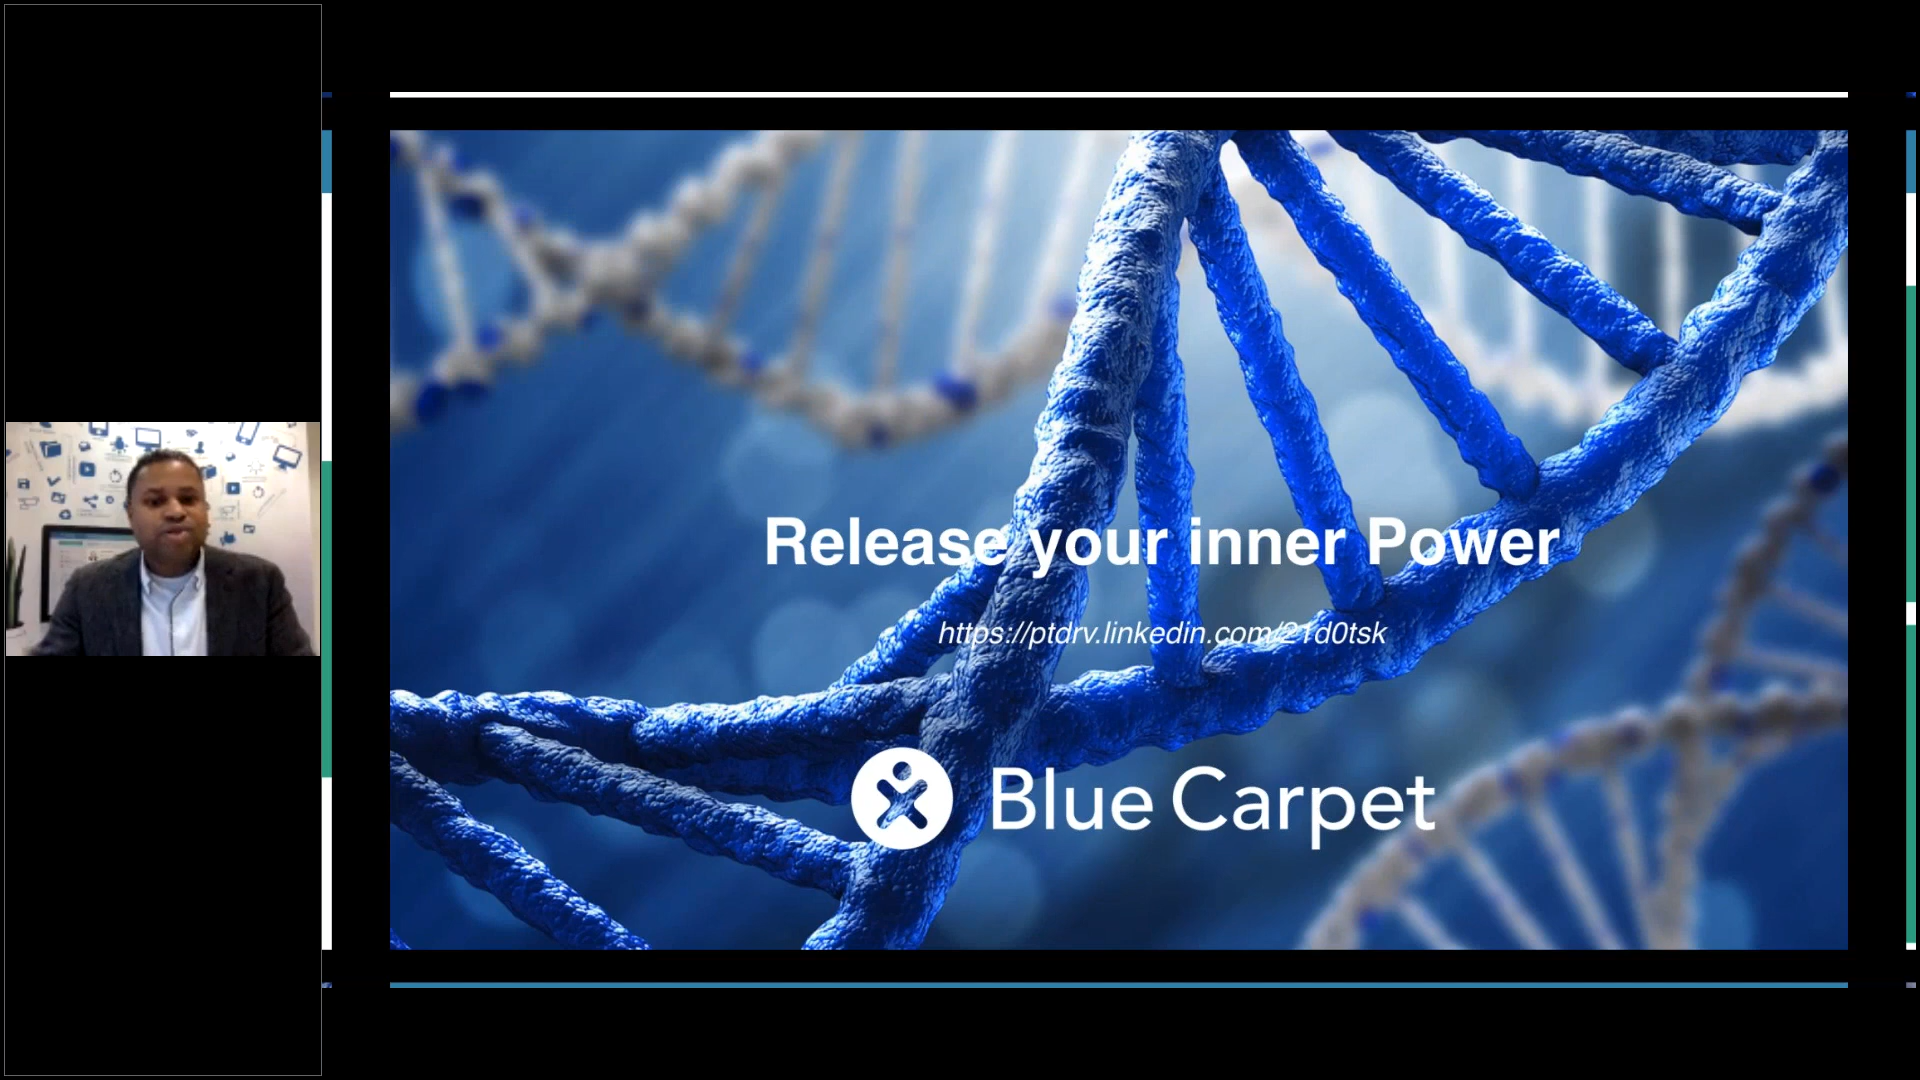 Release your inner Power
https://ptdrv.linkedin.com/21d0tsk
Blue Carpet